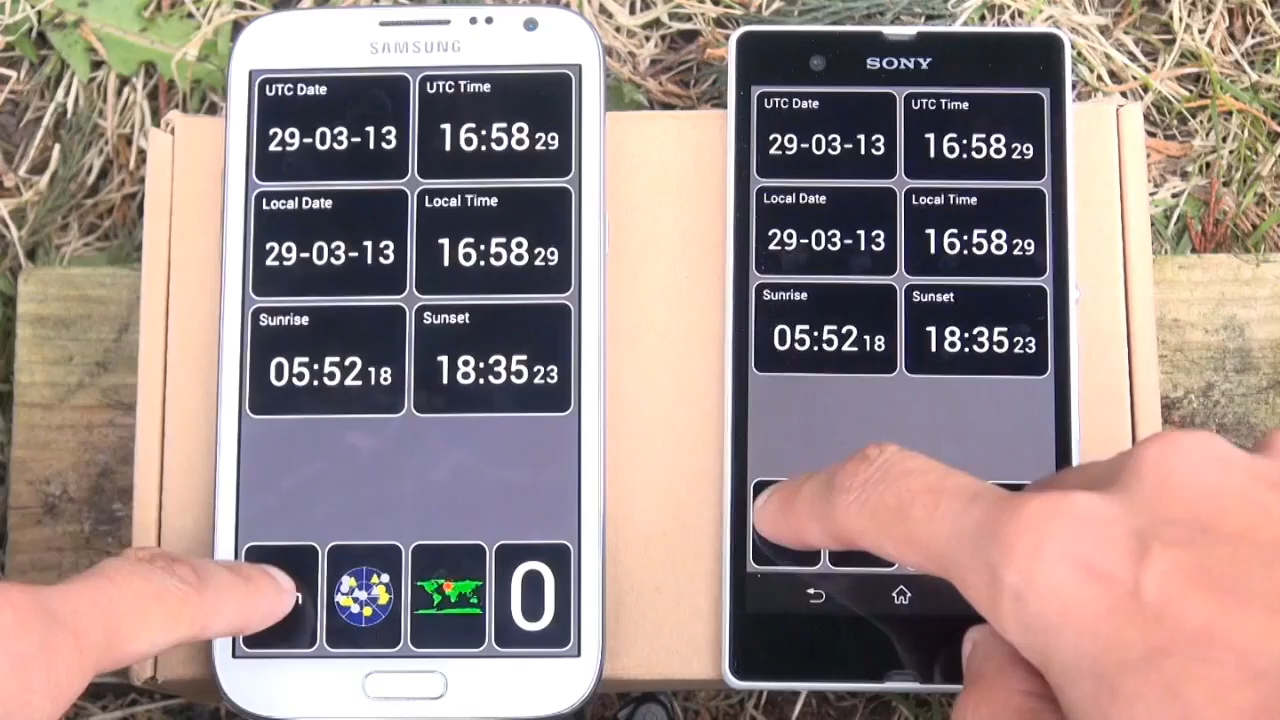 SAMSUNG
UTC Date
29-03-13
UTC Time
16:58 29
Local Date
29-03-13
Local Time
16:58 29
Sunrise
05:52 18
Sunset
18:35 23
0
SONY
UTC Date
29-03-13
UTC Time
16:58 29
Local Date
29-03-13
Local Time
16:58 29
Sunrise
05:52 18
Sunset
18:35 23